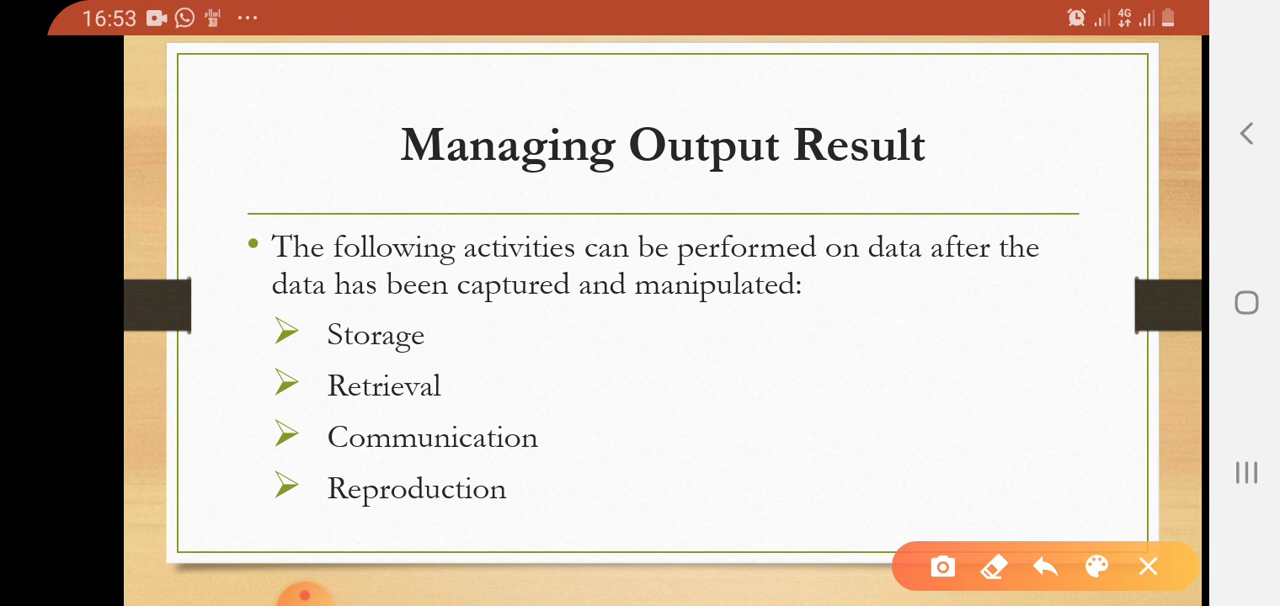 16:53
4G
Managing Output Result
• The following activities can be performed on data after the
data has been captured and manipulated:
➢ Storage
➢ Retrieval
➢ Communication
➢ Reproduction